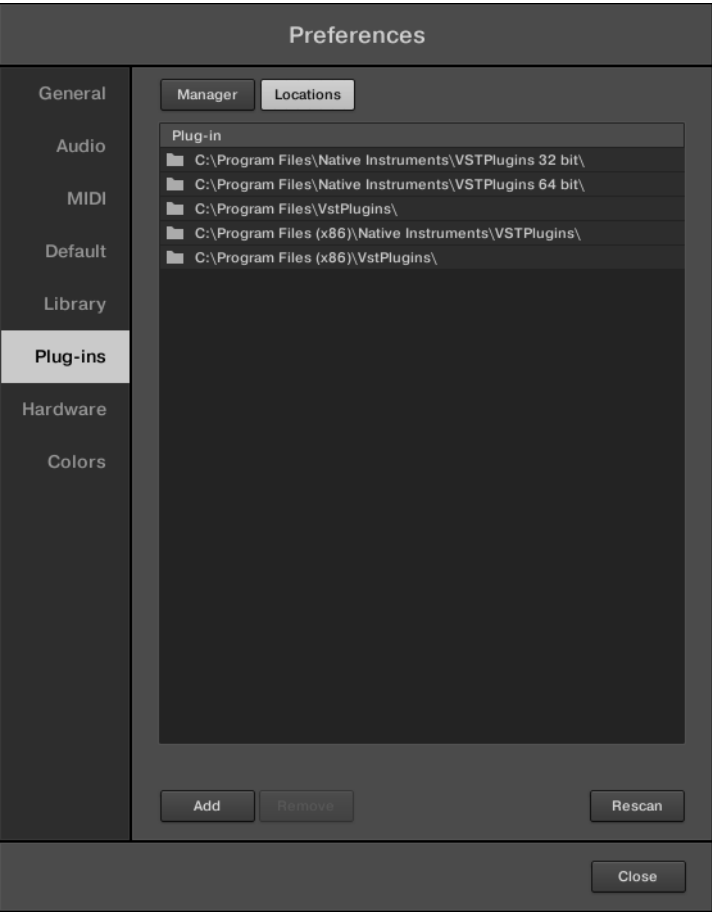 Preferences
General
Audio
MIDI
Default
Library
Plug-ins
Hardware
Colors
Manager
Locations
Plug-in
C:\Program Files\Native Instruments\VSTPlugins 32 bit\
C:\Program Files\Native Instruments\VSTPlugins 64 bit\
C:\Program Files\VstPlugins\
C:\Program Files (x86)\Native Instruments\VSTPlugins\
C:\Program Files (x86)\VstPlugins\
Add
Remove
Rescan
Close